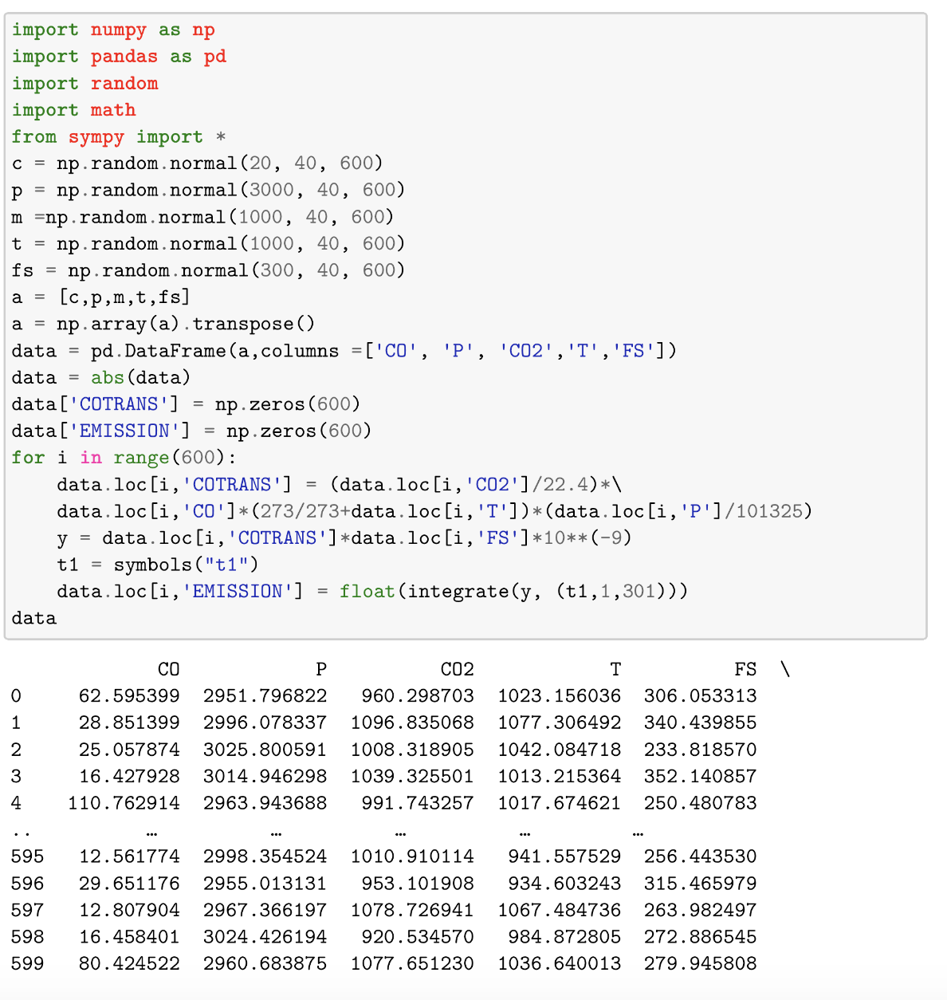 import numpy as np
import pandas as pd
import random
import math
from sympy import *
c = np.random.normal(20, 40, 600)
p = np.random.normal(3000, 40, 600)
m =np.random.normal(1000, 40, 600)
t = np.random.normal(1000, 40, 600)
fs = np.random.normal(300, 40, 600)
a = [c,p,m,t,fs]
a = np.array(a).transpose()
data = pd.DataFrame(a,columns =['CO', 'P', 'CO2','T','FS'])
data = abs(data)
data['COTRANS'] = np.zeros(600)
data['EMISSION'] = np.zeros(600)
for i in range(600):
    data.loc[i,'COTRANS'] = (data.loc[i,'CO2']/22.4)*\
    data.loc[i,'CO']*(273/273+data.loc[i,'T'])*(data.loc[i,'P']/101325)
    y = data.loc[i,'COTRANS']*data.loc[i,'FS']*10**(-9)
    t1 = symbols("t1")
    data.loc[i,'EMISSION'] = float(integrate(y, (t1,1,301)))
data
CO P CO2 T FS \
0 62.595399 2951.796822 960.298703 1023.156036 306.053313
1 28.851399 2996.078337 1096.835068 1077.306492 340.439855
2 25.057874 3025.800591 1008.318905 1042.084718 233.818570
3 16.427928 3014.946298 1039.325501 1013.215364 352.140857
4 110.762914 2963.943688 991.743257 1017.674621 250.480783
.. … … … … …
595 12.561774 2998.354524 1010.910114 941.557529 256.443530
596 29.651176 2955.013131 953.101908 934.603243 315.465979
597 12.807904 2967.366197 1078.726941 1067.484736 263.982497
598 16.458401 3024.426194 920.534570 984.872805 272.886545
599 80.424522 2960.683875 1077.651230 1036.640013 279.945808